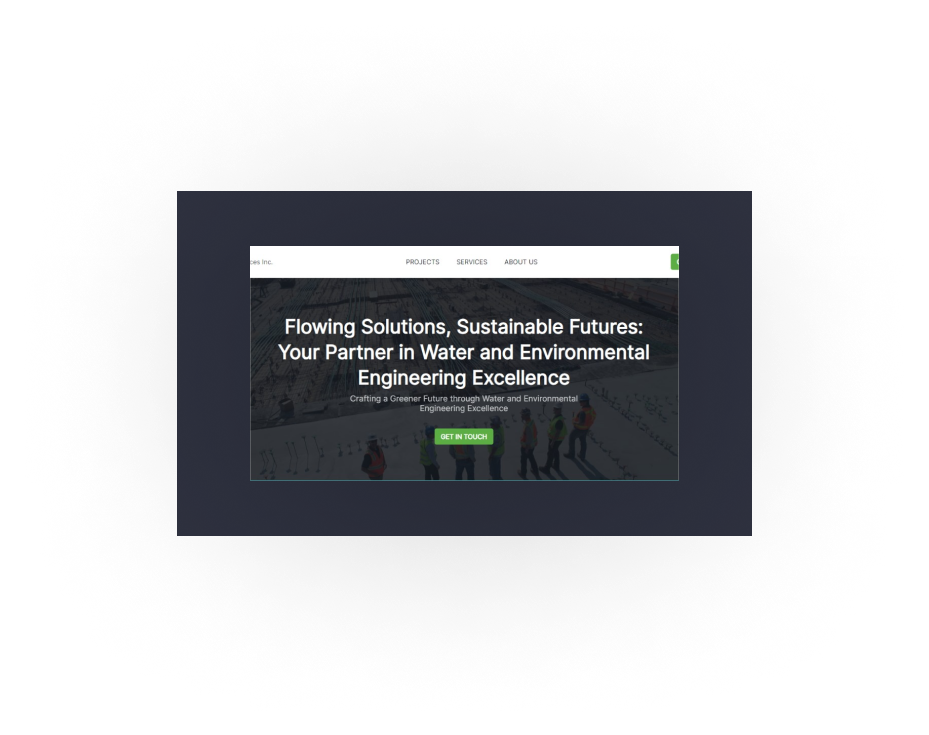 ces Inc.
PROJECTS SERVICES ABOUT US
Flowing Solutions, Sustainable Futures:
Your Partner in Water and Environmental
Engineering Excellence
Crafting a Greener Future through Water and Environmental
Engineering Excellence
GET IN TOUCH